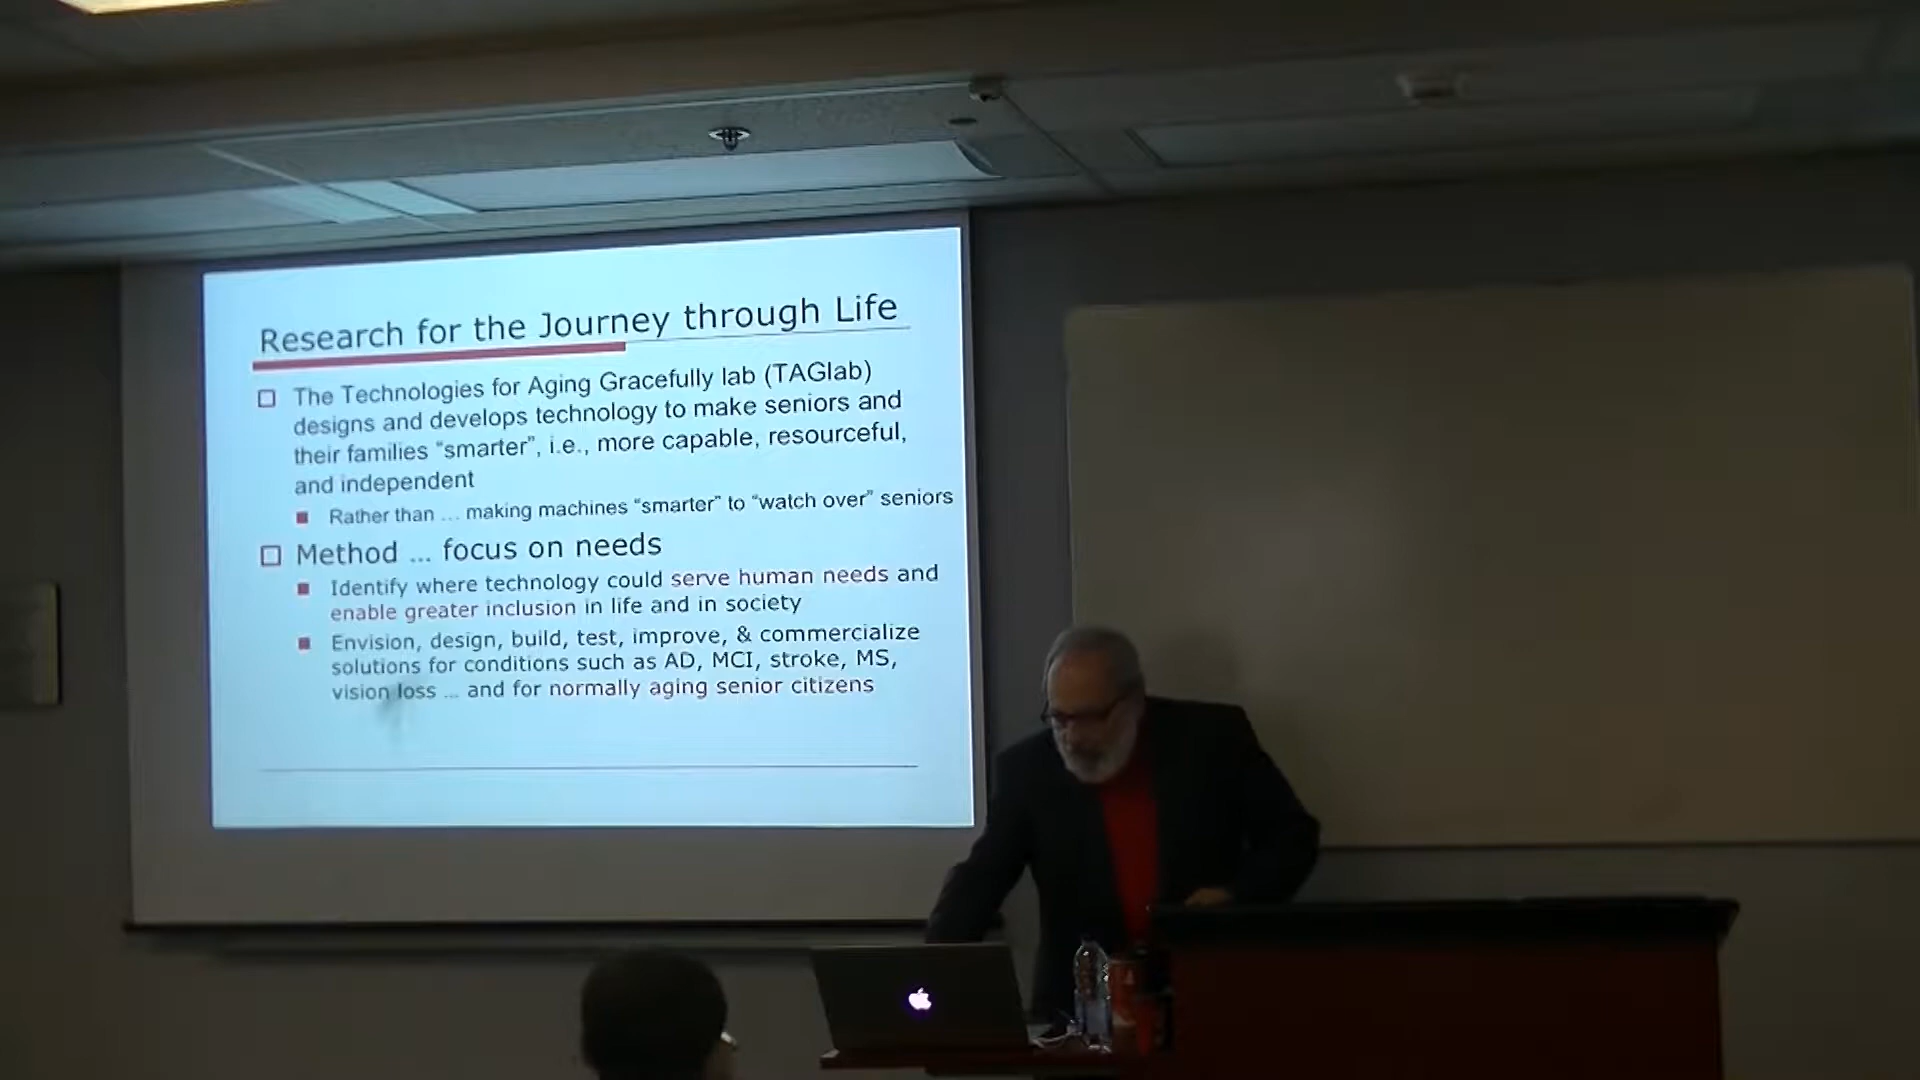 Research for the Journey through Life
The Technologies for Aging Gracefully lab (TAGlab)
designs and develops technology to make seniors and
their families “smarter”, i.e., more capable, resourceful,
and independent
Rather than ... making machines “smarter” to “watch over” seniors
Method ... focus on needs
Identify where technology could serve human needs and
enable greater inclusion in life and in society
Envision, design, build, test, improve, & commercialize
solutions for conditions such as AD, MCI, stroke, MS,
vision loss ... and for normally aging senior citizens